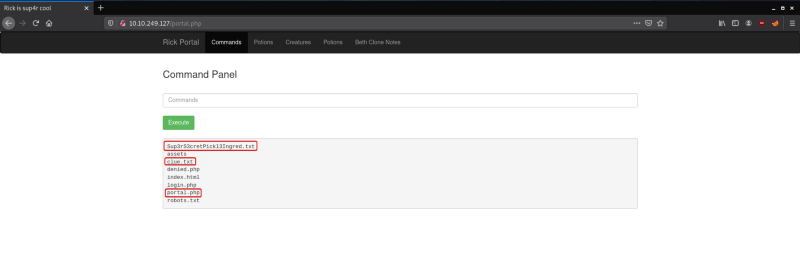 Rick is sup4r cool
10.10.249.127/portal.php
Rick Portal Commands Potions Creatures Potions Beth Clone Notes
Command Panel
Commands
Execute
Sup3rS3cretPickl3Ingred.txt
assets
clue.txt
denied.php
index.html
login.php
portal.php
robots.txt